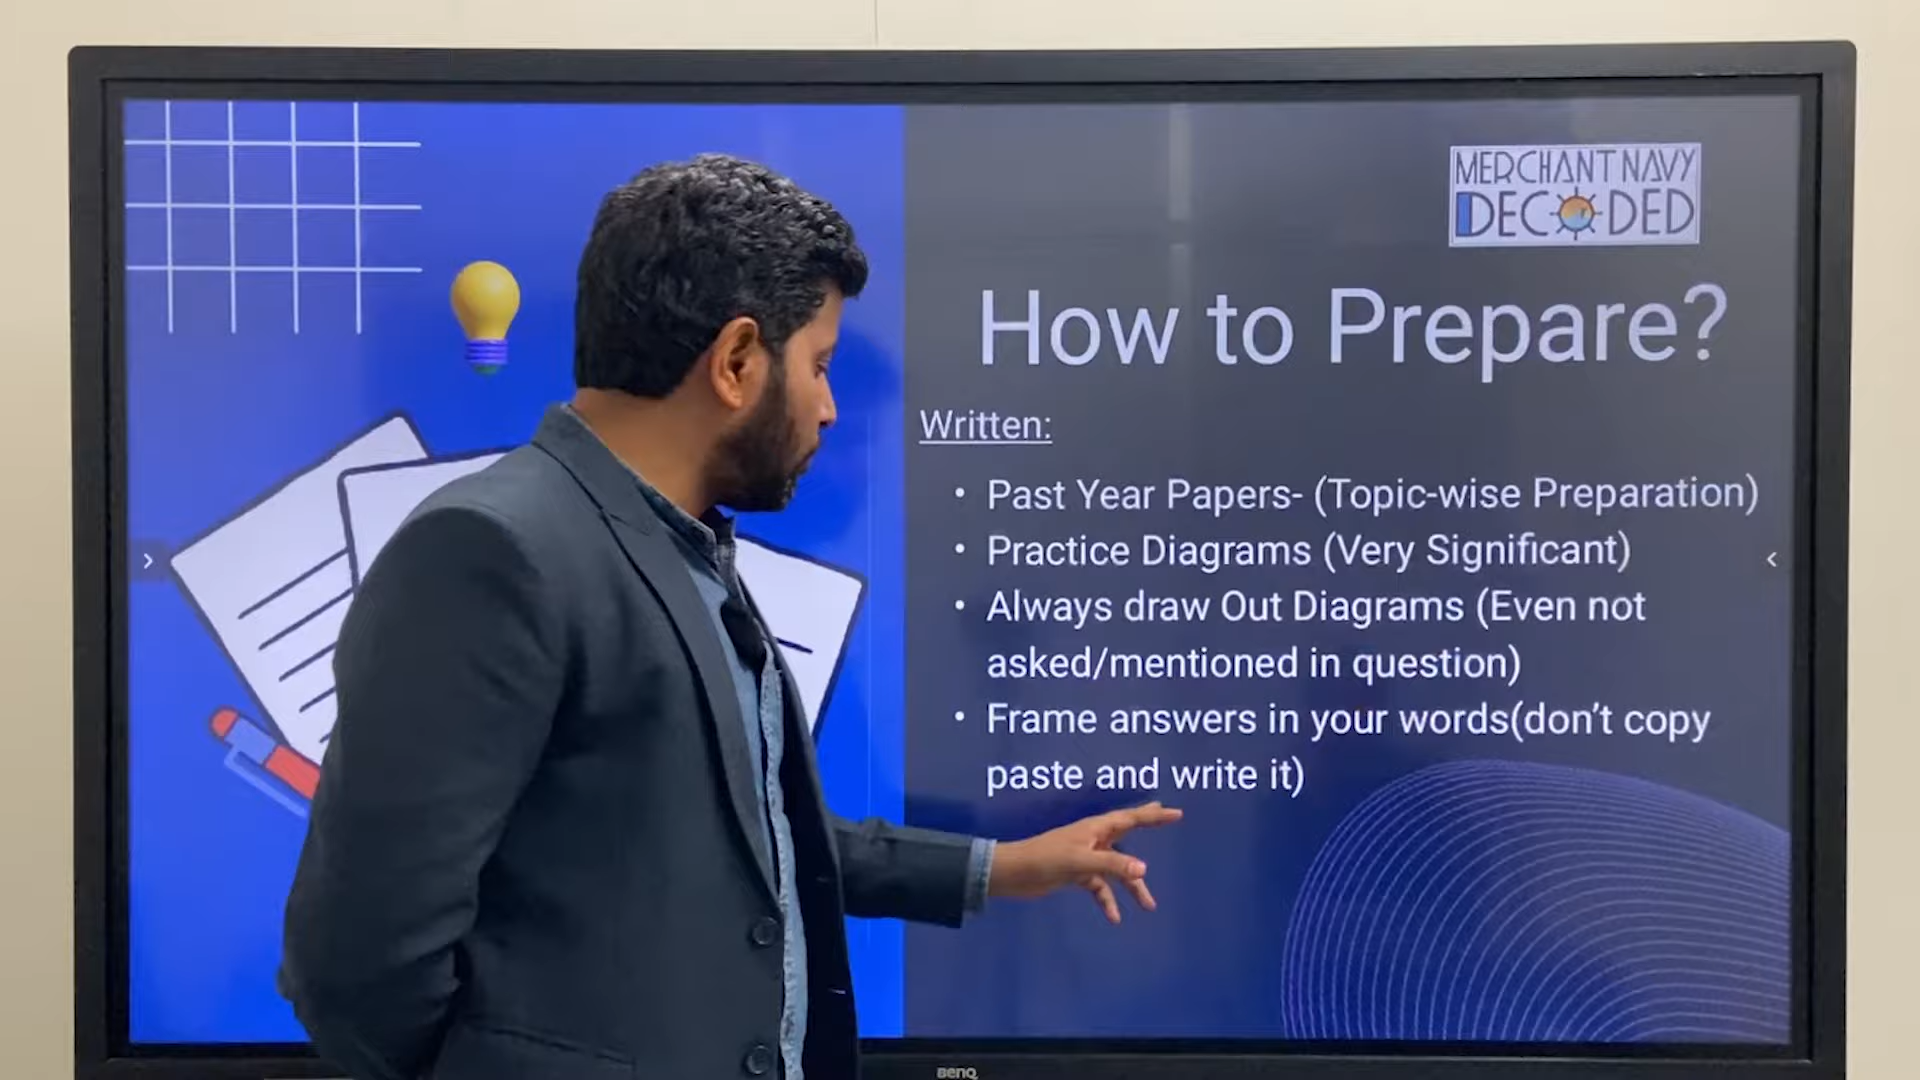 MERCHANT NAVY
DECODED
How to Prepare?
Written:
• Past Year Papers- (Topic-wise Preparation)
• Practice Diagrams (Very Significant)
• Always draw Out Diagrams (Even not
asked/mentioned in question)
• Frame answers in your words(don’t copy
paste and write it)
BenQ